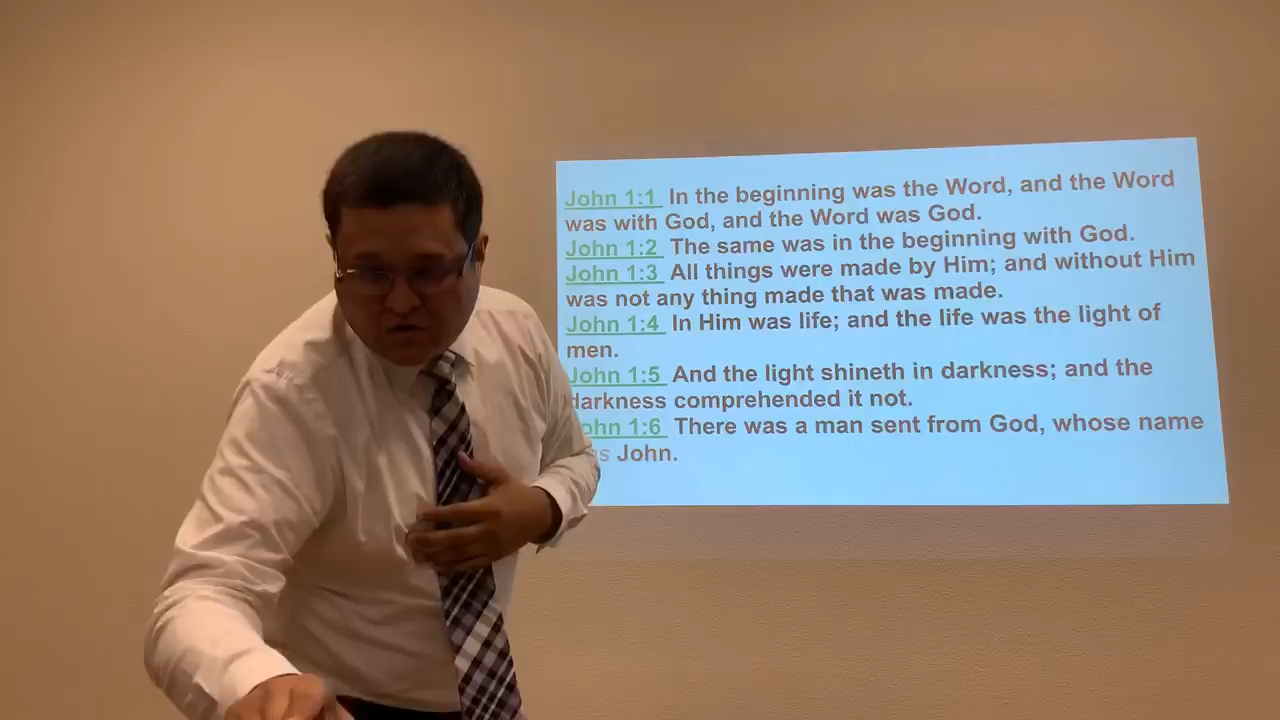 John 1:1 In the beginning was the Word, and the Word
was with God, and the Word was God.
John 1:2 The same was in the beginning with God.
John 1:3 All things were made by Him; and without Him
was not any thing made that was made.
John 1:4 In Him was life; and the life was the light of
men.
John 1:5 And the light shineth in darkness; and the
darkness comprehended it not.
John 1:6 There was a man sent from God, whose name
was John.